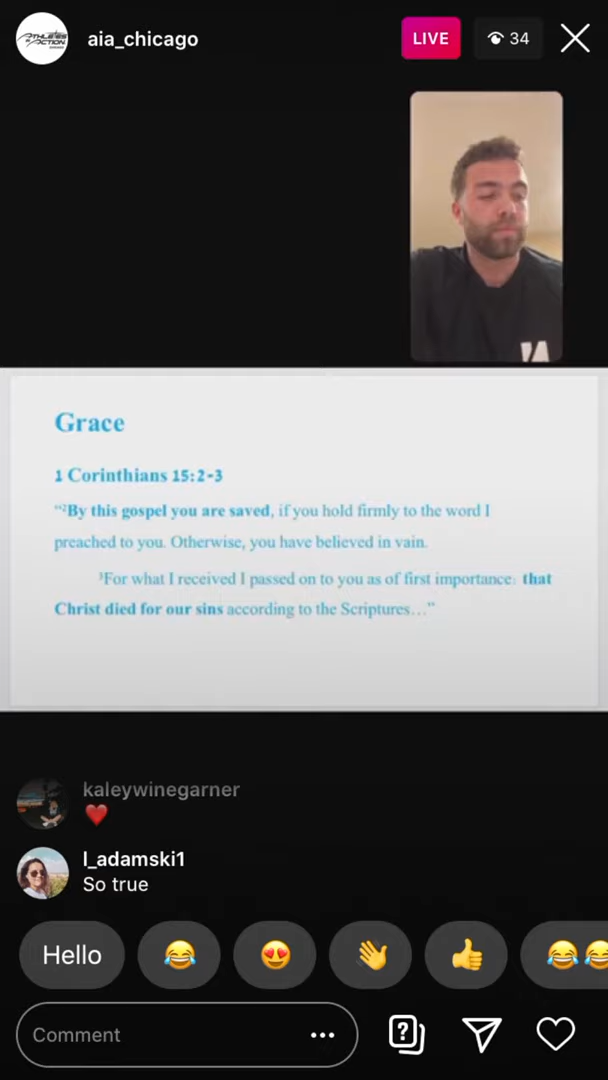 aia_chicago
LIVE
34
ATHLETES
IN ACTION
Grace
1 Corinthians 15:2-3
“²By this gospel you are saved, if you hold firmly to the word I
preached to you. Otherwise, you have believed in vain.
³For what I received I passed on to you as of first importance: that
Christ died for our sins according to the Scriptures…”
kaleywinegarner
❤️
l_adamski1
So true
Hello
😂
😍
👋
👍
😂😂
Comment